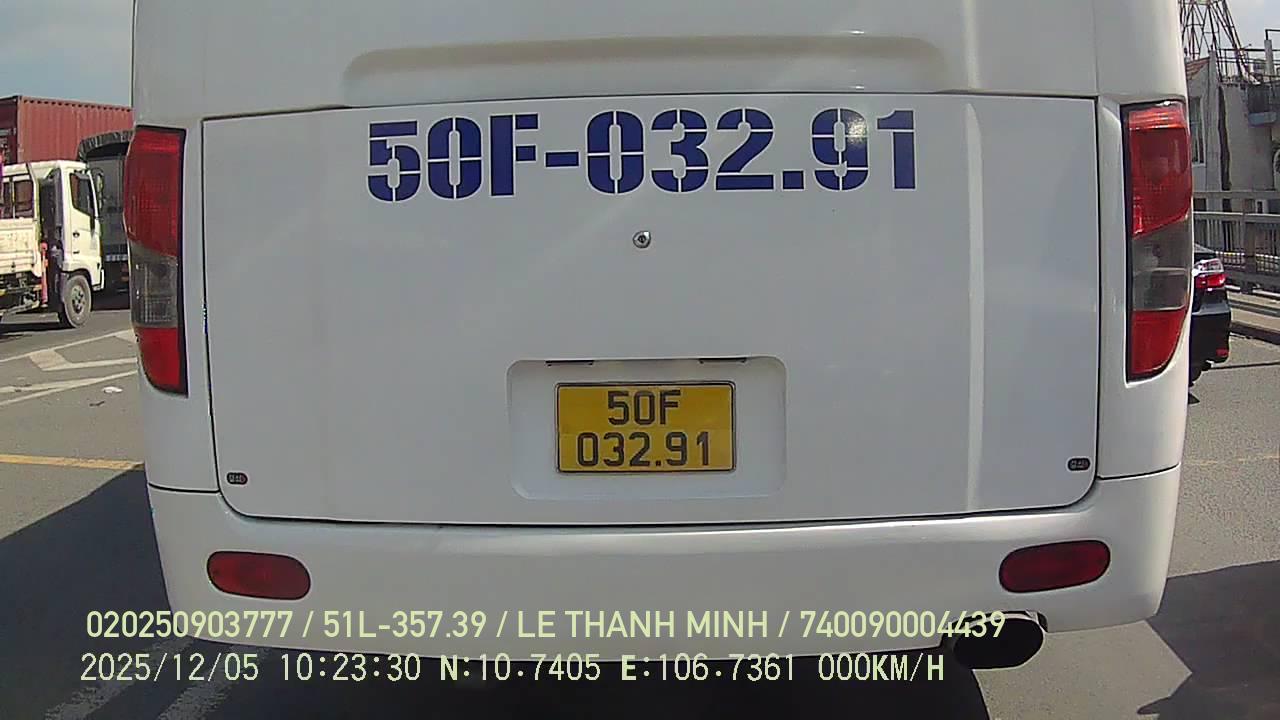 50F-032.91
50F
032.91
020250903777 / 51L-357.39 / LE THANH MINH / 740090004439
2025/12/05 10:23:30 N:10.7405 E:106.7361 000KM/H